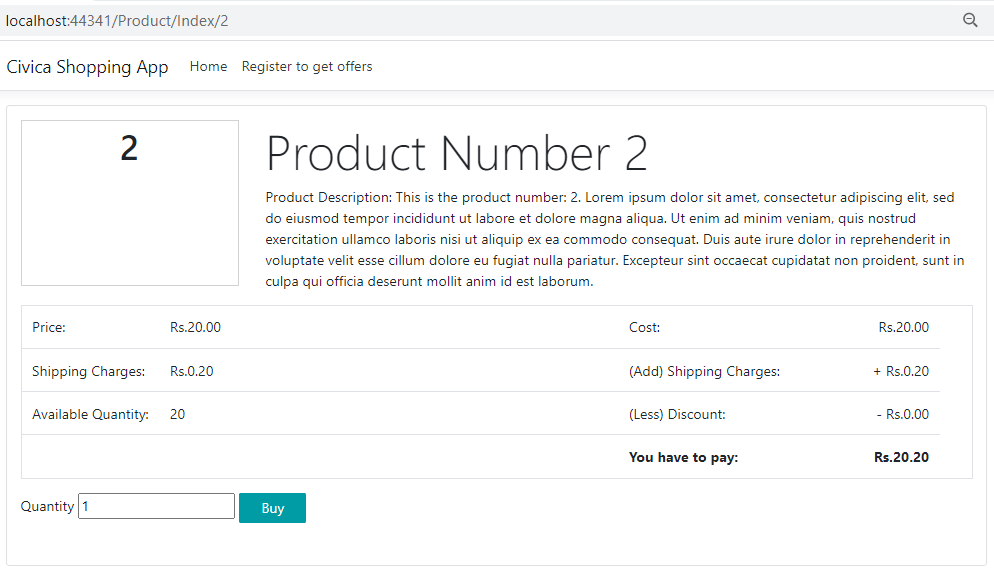 localhost:44341/Product/Index/2
Civica Shopping App Home Register to get offers
2
Product Number 2
Product Description: This is the product number: 2. Lorem ipsum dolor sit amet, consectetur adipiscing elit, sed
do eiusmod tempor incididunt ut labore et dolore magna aliqua. Ut enim ad minim veniam, quis nostrud
exercitation ullamco laboris nisi ut aliquip ex ea commodo consequat. Duis aute irure dolor in reprehenderit in
voluptate velit esse cillum dolore eu fugiat nulla pariatur. Excepteur sint occaecat cupidatat non proident, sunt in
culpa qui officia deserunt mollit anim id est laborum.
Price: Rs.20.00 Cost: Rs.20.00
Shipping Charges: Rs.0.20 (Add) Shipping Charges: + Rs.0.20
Available Quantity: 20 (Less) Discount: - Rs.0.00
You have to pay: Rs.20.20
Quantity 1 Buy